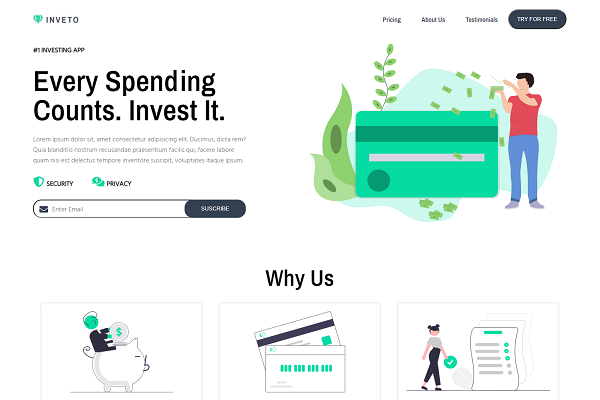 INVETO
Pricing
About Us
Testimonials
TRY FOR FREE
#1 INVESTING APP
Every Spending
Counts. Invest It.
Lorem ipsum dolor sit, amet consectetur adipisicing elit. Ducimus, dicta rem?
Quia blanditiis nostrum recusandae praesentium facilis qui, facere labore
quam nisi est delectus tempore inventore suscipit, voluptates itaque ipsum.
SECURITY
PRIVACY
Enter Email
SUSCRIBE
Why Us
$